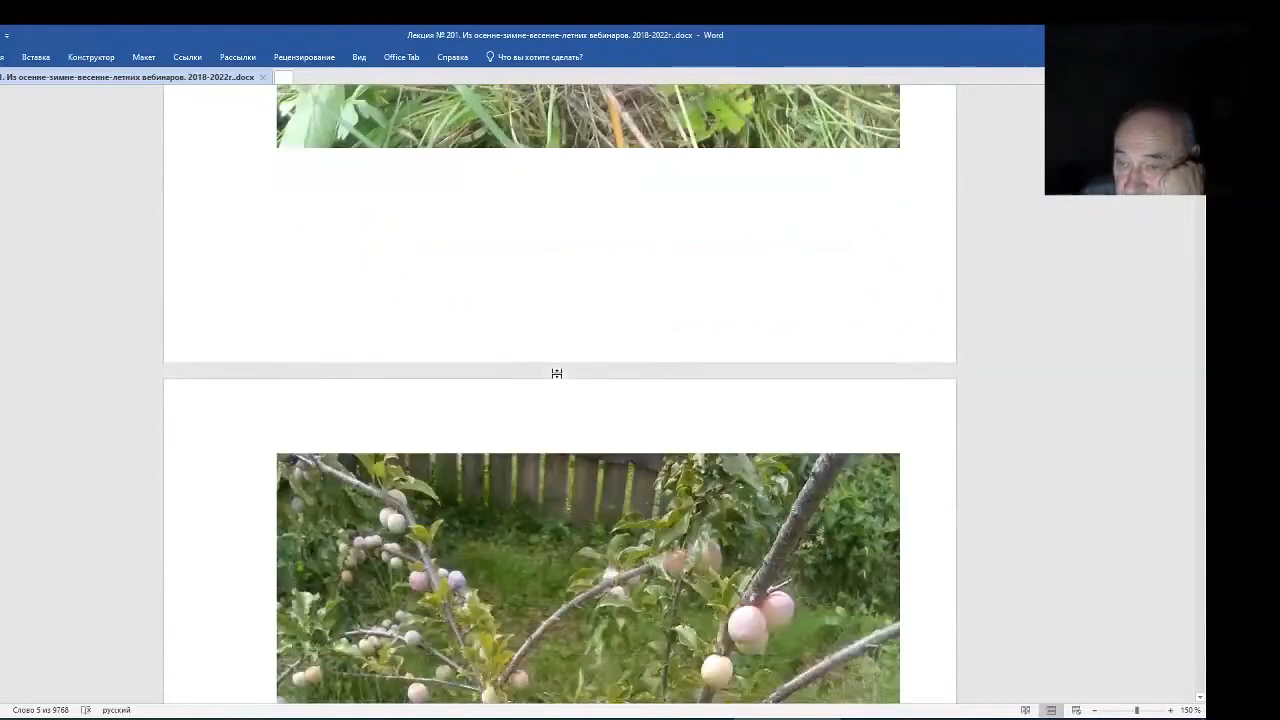 Лекция № 201. Из осенне-зимне-весенне-летних вебинаров. 2018-2022г..docx - Word
Вставка Конструктор Макет Ссылки Рассылки Рецензирование Вид Office Tab Справка Что вы хотите сделать?
. Из осенне-зимне-весенне-летних вебинаров. 2018-2022г..docx
Слово 5 из 9768 русский 150 %